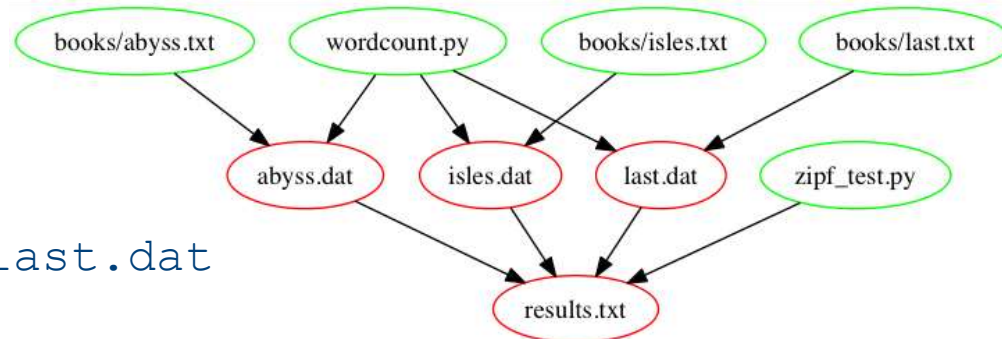 books/abyss.txt wordcount.py books/isles.txt books/last.txt
abyss.dat isles.dat last.dat zipf_test.py
last.dat
results.txt